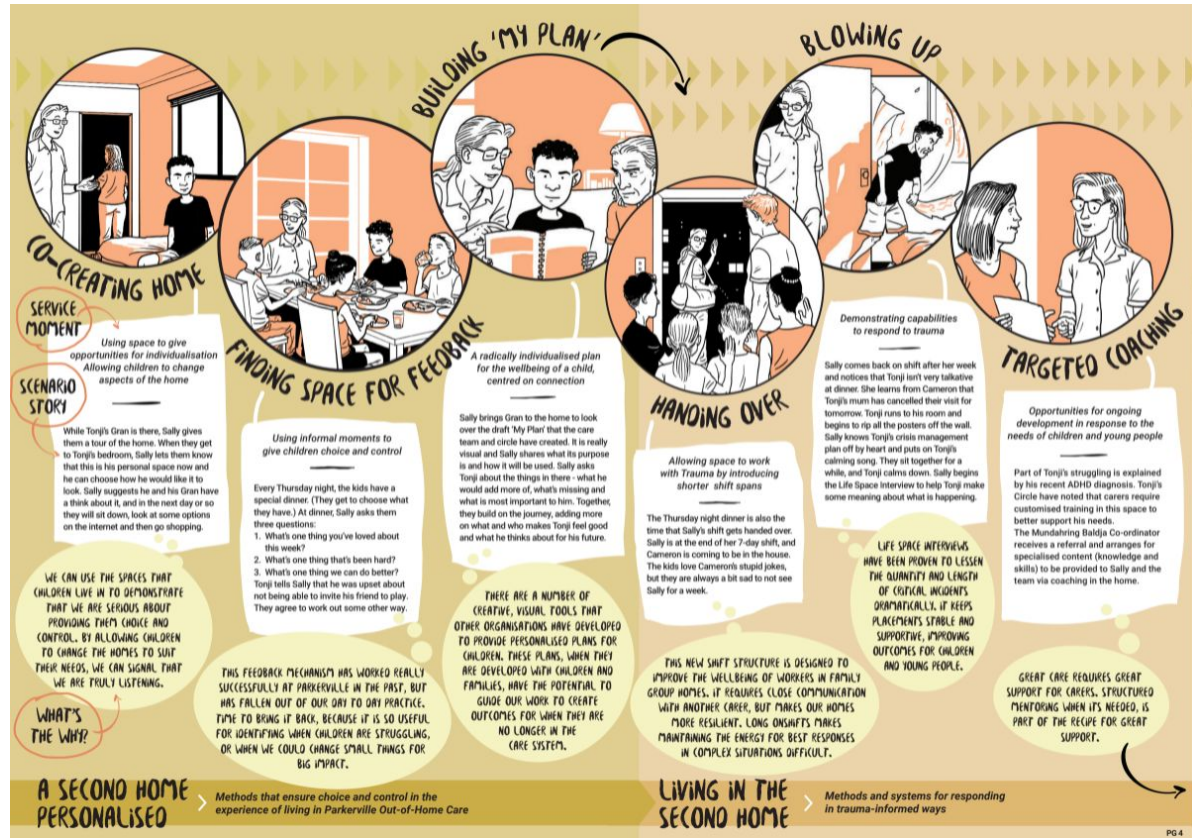 CO-CREATING HOME
SERVICE
MOMENT
Using space to give
opportunities for individualisation
Allowing children to change
aspects of the home
SCENARIO
STORY
While Tonji's Gran is there, Sally gives
them a tour of the home. When they get
to Tonji's bedroom, Sally lets them know
that this is his personal space now and
he can choose how he would like it to
look. Sally suggests he and his Gran have
a think about it, and in the next day or so
they will sit down, look at some options
on the internet and then go shopping.
WE CAN USE THE SPACES THAT
CHILDREN LIVE IN TO DEMONSTRATE
THAT WE ARE SERIOUS ABOUT
PROVIDING THEM CHOICE AND
CONTROL. BY ALLOWING CHILDREN
TO CHANGE THE HOMES TO SUIT
THEIR NEEDS, WE CAN SIGNAL THAT
WE ARE TRULY LISTENING.
WHAT'S
THE WHY?
FINDING SPACE FOR FEEDBACK
Using informal moments to
give children choice and control
Every Thursday night, the kids have a
special dinner. (They get to choose what
they have.) At dinner, Sally asks them
three questions:
1. What's one thing you've loved about
this week?
2. What's one thing that's been hard?
3. What's one thing we can do better?
Tonji tells Sally that he was upset about
not being able to invite his friend to play.
They agree to work out some other way.
THIS FEEDBACK MECHANISM HAS WORKED REALLY
SUCCESSFULLY AT PARKERVILLE IN THE PAST, BUT
HAS FALLEN OUT OF OUR DAY TO DAY PRACTICE.
TIME TO BRING IT BACK, BECAUSE IT IS SO USEFUL
FOR IDENTIFYING WHEN CHILDREN ARE STRUGGLING,
OR WHEN WE COULD CHANGE SMALL THINGS FOR
BIG IMPACT.
BUILDING 'MY PLAN'
A radically individualised plan
for the wellbeing of a child,
centred on connection
Sally brings Gran to the home to look
over the draft 'My Plan' that the care
team and circle have created. It is really
visual and Sally shares what its purpose
is and how it will be used. Sally asks
Tonji about the things in there - what he
would add more of, what's missing and
what is most important to him. Together,
they build on the journey, adding more
on what and who makes Tonji feel good
and what he thinks about for his future.
THERE ARE A NUMBER OF
CREATIVE, VISUAL TOOLS THAT
OTHER ORGANISATIONS HAVE DEVELOPED
TO PROVIDE PERSONALISED PLANS FOR
CHILDREN. THESE PLANS, WHEN THEY
ARE DEVELOPED WITH CHILDREN AND
FAMILIES, HAVE THE POTENTIAL TO
GUIDE OUR WORK TO CREATE
OUTCOMES FOR WHEN THEY ARE
NO LONGER IN THE
CARE SYSTEM.
HANDING OVER
Allowing space to work
with Trauma by introducing
shorter shift spans
The Thursday night dinner is also the
time that Sally's shift gets handed over.
Sally is at the end of her 7-day shift, and
Cameron is coming to be in the house.
The kids love Cameron's stupid jokes,
but they are always a bit sad to not see
Sally for a week.
THIS NEW SHIFT STRUCTURE IS DESIGNED TO
IMPROVE THE WELLBEING OF WORKERS IN FAMILY
GROUP HOMES. IT REQUIRES CLOSE COMMUNICATION
WITH ANOTHER CARER, BUT MAKES OUR HOMES
MORE RESILIENT. LONG ONSHIFTS MAKES
MAINTAINING THE ENERGY FOR BEST RESPONSES
IN COMPLEX SITUATIONS DIFFICULT.
BLOWING UP
Demonstrating capabilities
to respond to trauma
Sally comes back on shift after her week
and notices that Tonji isn't very talkative
at dinner. She learns from Cameron that
Tonji's mum has cancelled their visit for
tomorrow. Tonji runs to his room and
begins to rip all the posters off the wall.
Sally knows Tonji's crisis management
plan off by heart and puts on Tonji's
calming song. They sit together for a
while, and Tonji calms down. Sally begins
the Life Space Interview to help Tonji make
some meaning about what is happening.
LIFE SPACE INTERVIEWS
HAVE BEEN PROVEN TO LESSEN
THE QUANTITY AND LENGTH
OF CRITICAL INCIDENTS
DRAMATICALLY. IT KEEPS
PLACEMENTS STABLE AND
SUPPORTIVE, IMPROVING
OUTCOMES FOR CHILDREN
AND YOUNG PEOPLE.
TARGETED COACHING
Opportunities for ongoing
development in response to the
needs of children and young people
Part of Tonji's struggling is explained
by his recent ADHD diagnosis. Tonji's
Circle have noted that carers require
customised training in this space to
better support his needs.
The Mundahring Baldja Co-ordinator
receives a referral and arranges for
specialised content (knowledge and
skills) to be provided to Sally and the
team via coaching in the home.
GREAT CARE REQUIRES GREAT
SUPPORT FOR CARERS. STRUCTURED
MENTORING WHEN ITS NEEDED, IS
PART OF THE RECIPE FOR GREAT
SUPPORT.
A SECOND HOME
PERSONALISED
Methods that ensure choice and control in the
experience of living in Parkerville Out-of-Home Care
LIVING IN THE
SECOND HOME
Methods and systems for responding
in trauma-informed ways
PG 4